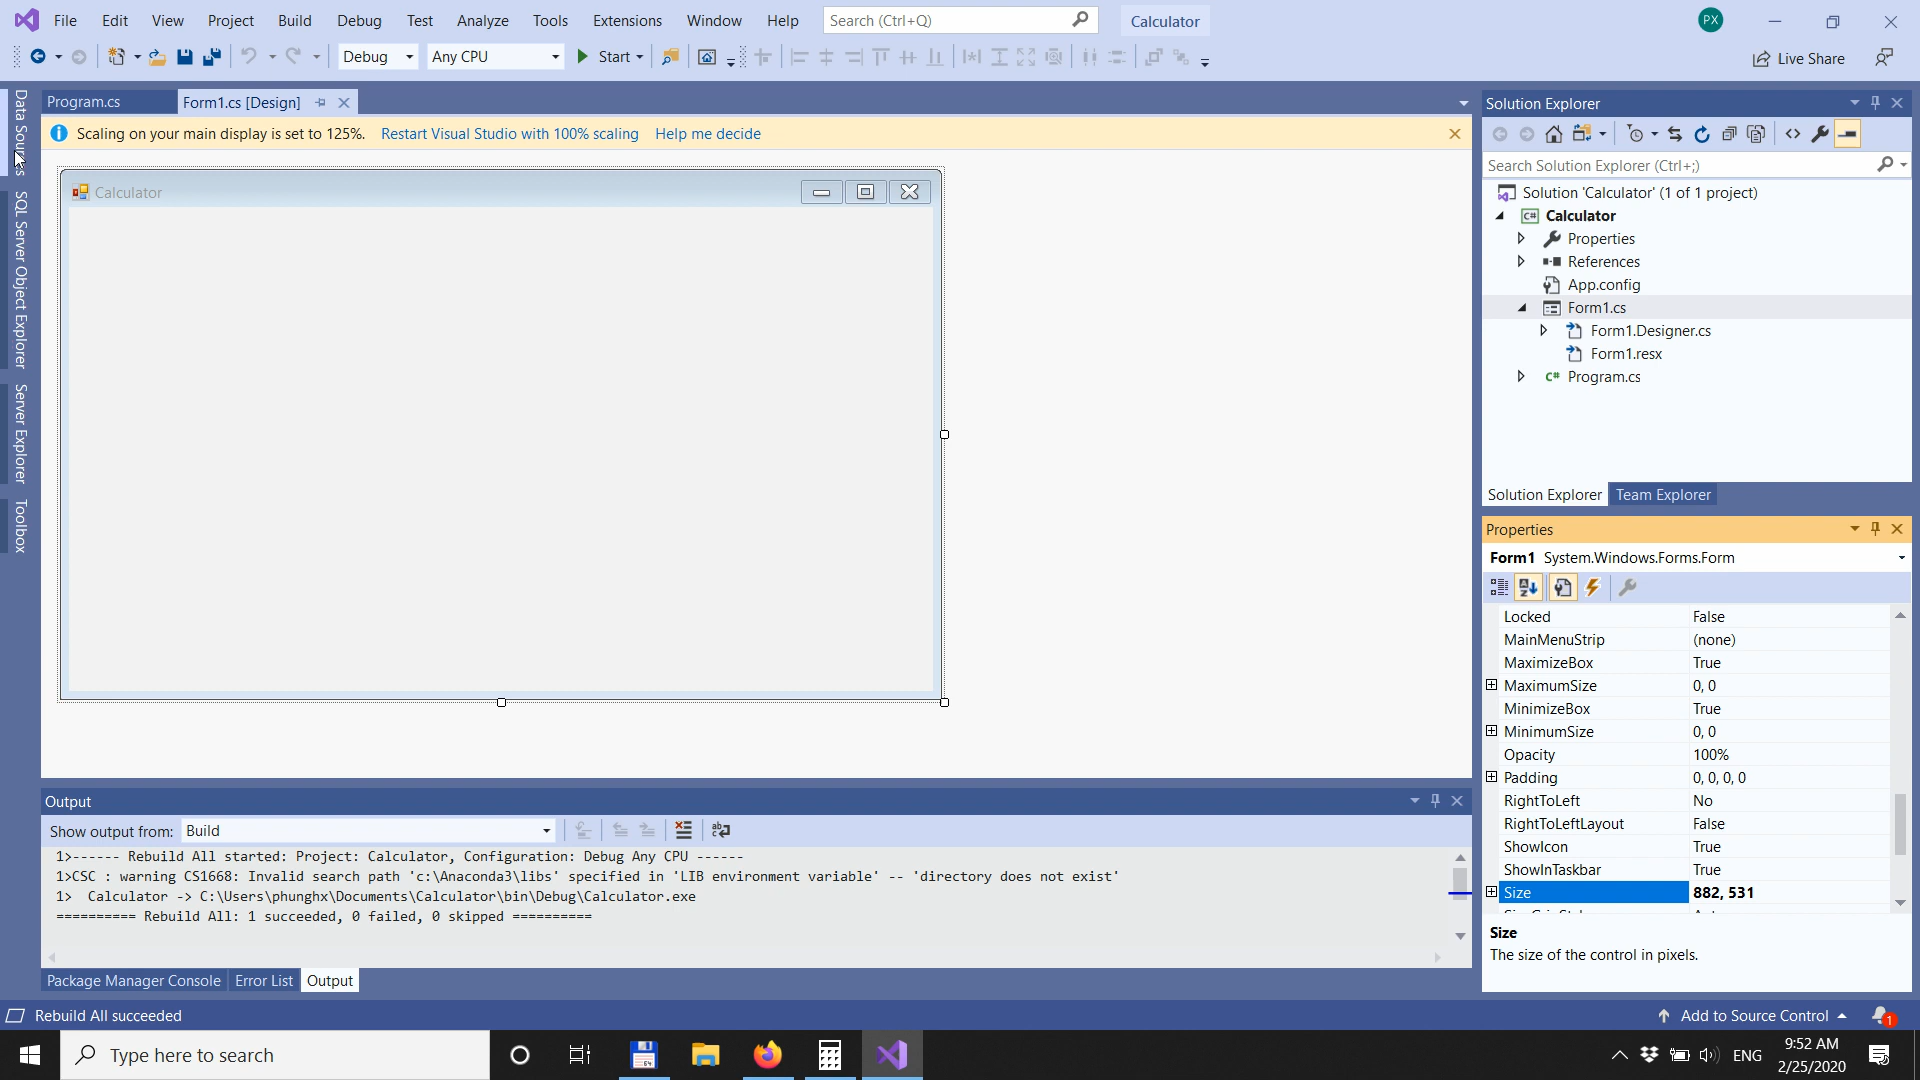 File Edit View Project Build Debug Test Analyze Tools Extensions Window Help Search (Ctrl+Q) Calculator PX
Debug Any CPU Start Live Share
Data Sources
SQL Server Object Explorer
Server Explorer
Toolbox
Program.cs Form1.cs [Design]
Scaling on your main display is set to 125%. Restart Visual Studio with 100% scaling Help me decide
Calculator
Output
Show output from: Build
1>------ Rebuild All started: Project: Calculator, Configuration: Debug Any CPU ------
1>CSC : warning CS1668: Invalid search path 'c:\Anaconda3\libs' specified in 'LIB environment variable' -- 'directory does not exist'
1>  Calculator -> C:\Users\phunghx\Documents\Calculator\bin\Debug\Calculator.exe
========== Rebuild All: 1 succeeded, 0 failed, 0 skipped ==========
Package Manager Console Error List Output
Solution Explorer
Search Solution Explorer (Ctrl+;)
Solution 'Calculator' (1 of 1 project)
C# Calculator
Properties
References
App.config
Form1.cs
Form1.Designer.cs
Form1.resx
C# Program.cs
Solution Explorer Team Explorer
Properties
Form1 System.Windows.Forms.Form
Locked False
MainMenuStrip (none)
MaximizeBox True
MaximumSize 0, 0
MinimizeBox True
MinimumSize 0, 0
Opacity 100%
Padding 0, 0, 0, 0
RightToLeft No
RightToLeftLayout False
ShowIcon True
ShowInTaskbar True
Size 882, 531
Size
The size of the control in pixels.
Rebuild All succeeded Add to Source Control 1
Type here to search 64 ENG 9:52 AM
2/25/2020